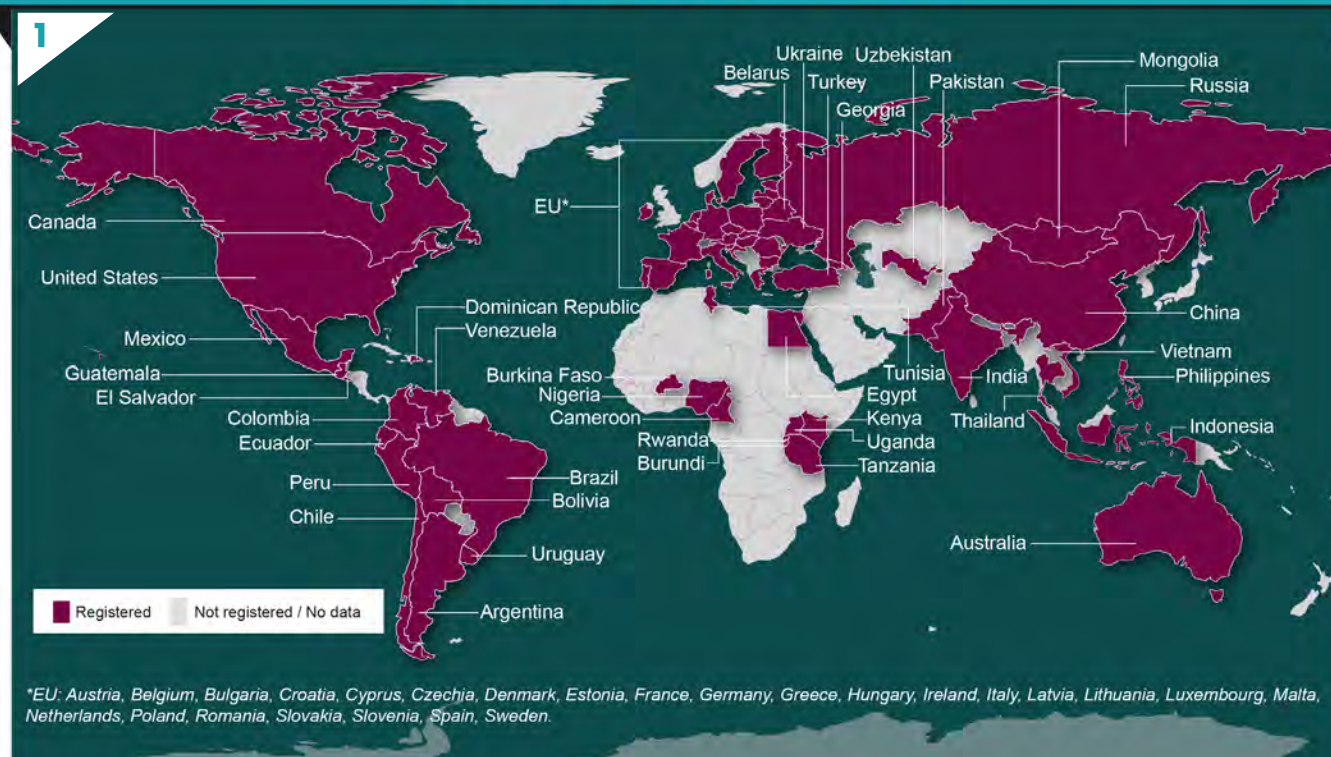 1
Ukraine
Uzbekistan
Mongolia
Belarus
Turkey
Pakistan
Russia
Georgia
EU*
Canada
United States
Dominican Republic
Venezuela
China
Mexico
Vietnam
Guatemala
Burkina Faso
Tunisia
India
Philippines
El Salvador
Nigeria
Egypt
Colombia
Cameroon
Kenya
Thailand
Indonesia
Ecuador
Rwanda
Uganda
Burundi
Tanzania
Peru
Brazil
Bolivia
Chile
Australia
Uruguay
Registered
Not registered / No data
Argentina
*EU: Austria, Belgium, Bulgaria, Croatia, Cyprus, Czechia, Denmark, Estonia, France, Germany, Greece, Hungary, Ireland, Italy, Latvia, Lithuania, Luxembourg, Malta,
Netherlands, Poland, Romania, Slovakia, Slovenia, Spain, Sweden.